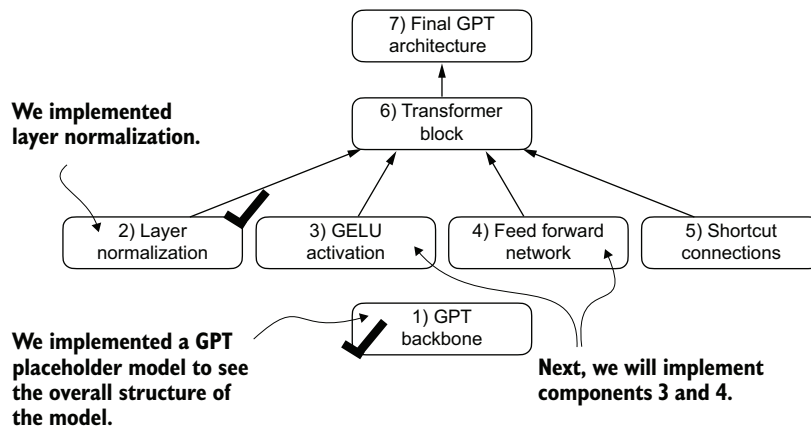 7) Final GPT
architecture
We implemented
layer normalization.
6) Transformer
block
2) Layer
normalization
3) GELU
activation
4) Feed forward
network
5) Shortcut
connections
1) GPT
backbone
We implemented a GPT
placeholder model to see
the overall structure of
the model.
Next, we will implement
components 3 and 4.